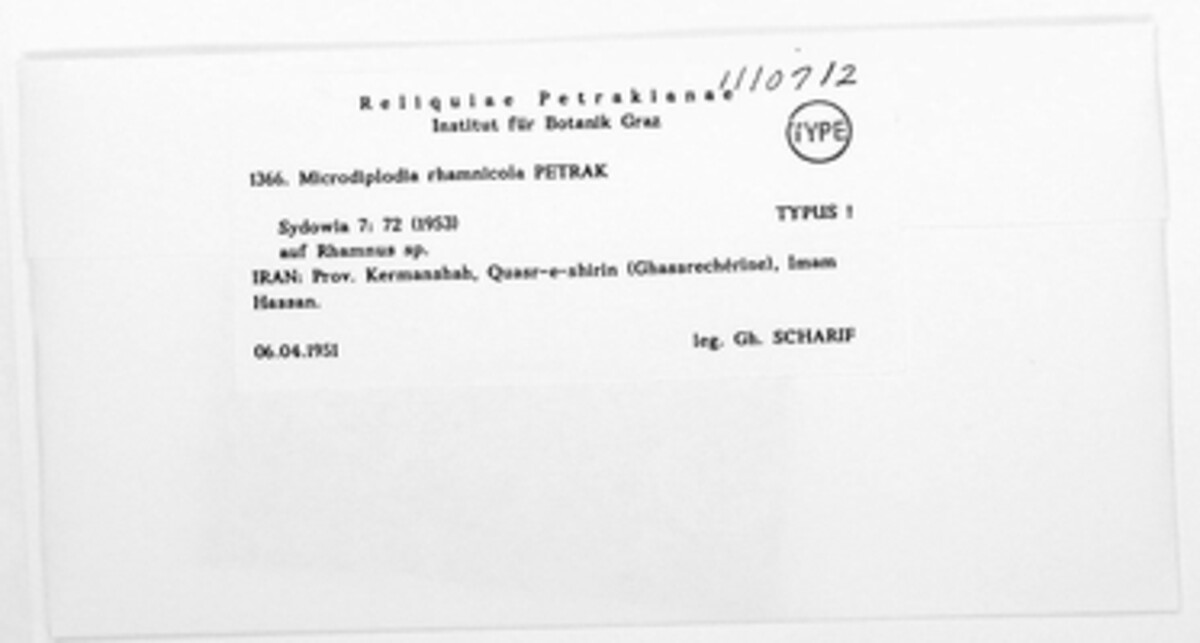 1110712
Reliquiae Petrakianae
Institut für Botanik Graz
TYPE
1366. Microdiplodia rhamnicola PETRAK
Sydowia 7: 72 (1953)
TYPUS !
auf Rhamnus sp.
IRAN: Prov. Kermanshah, Quasr-e-shirin (Ghassrechérine), Imam
Hassan.
06.04.1951
leg. Gh. SCHARIF